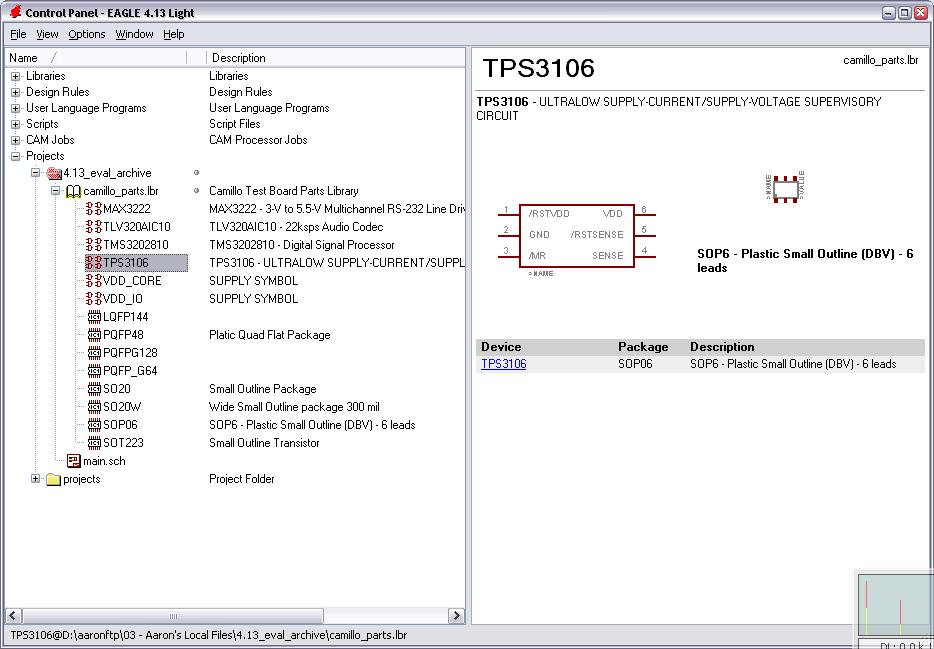 Control Panel - EAGLE 4.13 Light
File View Options Window Help
Name / Description
Libraries Libraries
Design Rules Design Rules
User Language Programs User Language Programs
Scripts Script Files
CAM Jobs CAM Processor Jobs
Projects
4.13_eval_archive
camillo_parts.lbr Camillo Test Board Parts Library
MAX3222 MAX3222 - 3-V to 5.5-V Multichannel RS-232 Line Driv
TLV320AIC10 TLV320AIC10 - 22ksps Audio Codec
TMS3202810 TMS3202810 - Digital Signal Processor
TPS3106 TPS3106 - ULTRALOW SUPPLY-CURRENT/SUPPL
VDD_CORE SUPPLY SYMBOL
VDD_IO SUPPLY SYMBOL
LQFP144
PQFP48 Platic Quad Flat Package
PQFPG128
PQFP_G64
SO20 Small Outline Package
SO20W Wide Small Outline package 300 mil
SOP06 SOP6 - Plastic Small Outline (DBV) - 6 leads
SOT223 Small Outline Transistor
main.sch
projects Project Folder
TPS3106@D:\aaronftp\03 - Aaron's Local Files\4.13_eval_archive\camillo_parts.lbr
TPS3106 camillo_parts.lbr
TPS3106 - ULTRALOW SUPPLY-CURRENT/SUPPLY-VOLTAGE SUPERVISORY
CIRCUIT
1 /RSTVDD VDD 6
2 GND /RSTSENSE 5
3 /MR SENSE 4
>NAME
>NAME >VALUE
SOP6 - Plastic Small Outline (DBV) - 6
leads
Device Package Description
TPS3106 SOP06 SOP6 - Plastic Small Outline (DBV) - 6 leads